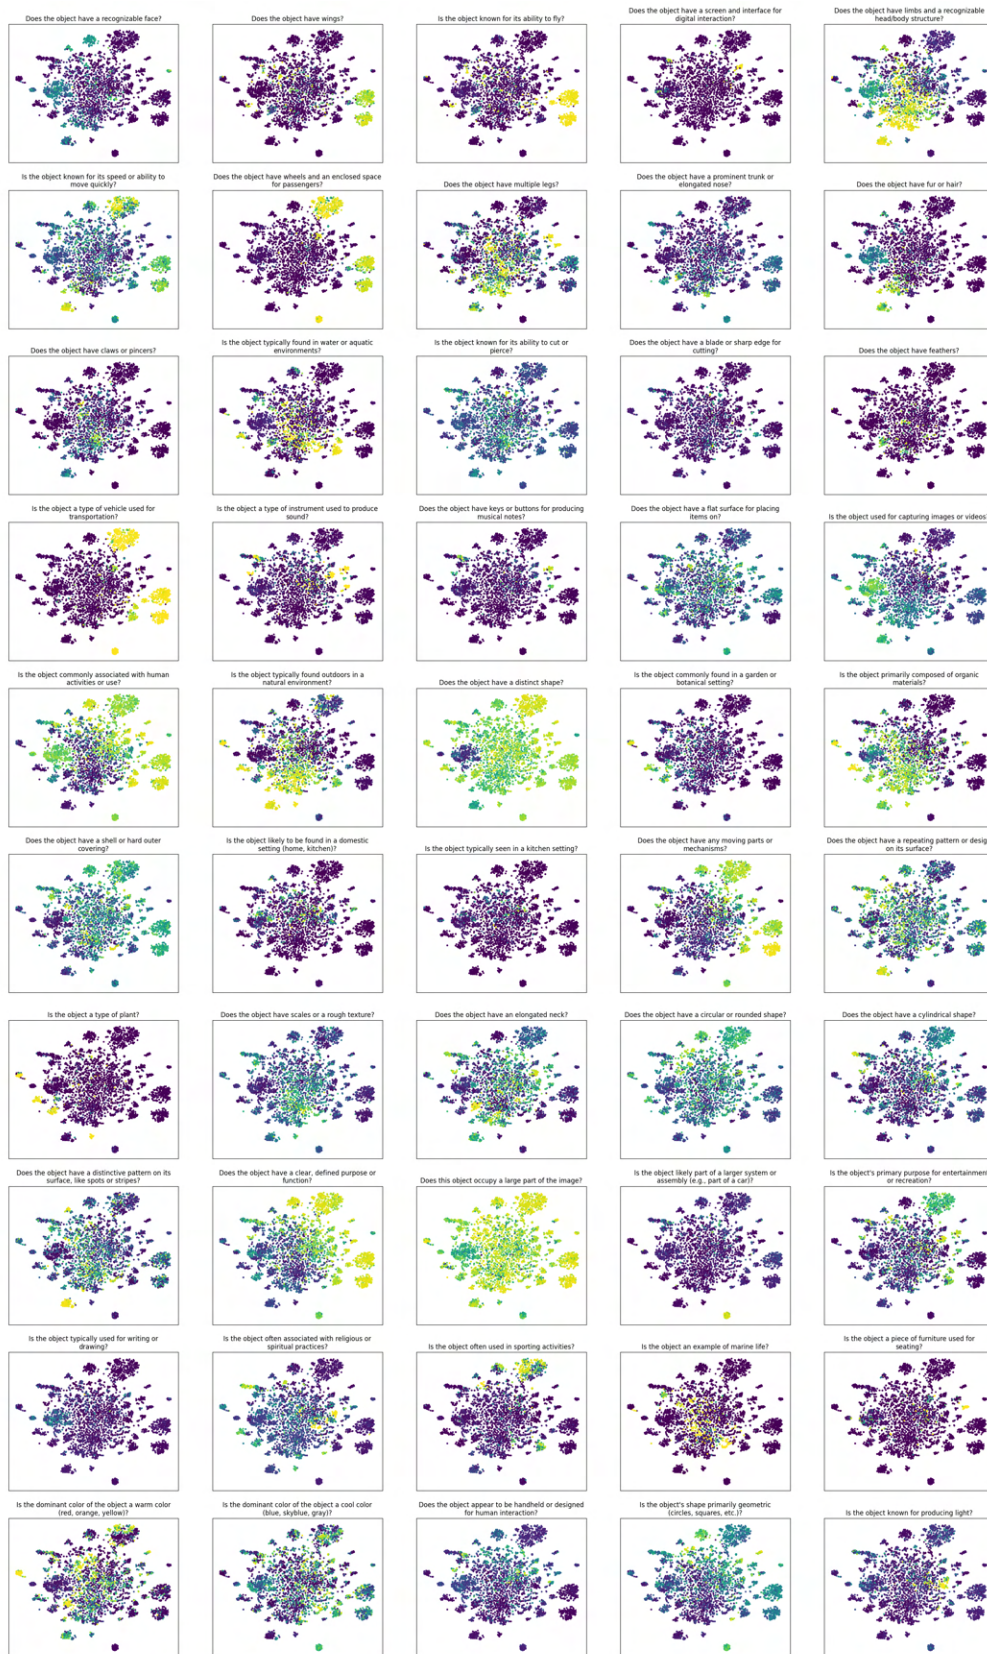 Does the object have a recognizable face?
Does the object have wings?
Is the object known for its ability to fly?
Does the object have a screen and interface for
digital interaction?
Does the object have limbs and a recognizable
head/body structure?
Is the object known for its speed or ability to
move quickly?
Does the object have wheels and an enclosed space
for passengers?
Does the object have multiple legs?
Does the object have a prominent trunk or
elongated nose?
Does the object have fur or hair?
Does the object have claws or pincers?
Is the object typically found in water or aquatic
environments?
Is the object known for its ability to cut or
pierce?
Does the object have a blade or sharp edge for
cutting?
Does the object have feathers?
Is the object a type of vehicle used for
transportation?
Is the object a type of instrument used to produce
sound?
Does the object have keys or buttons for producing
musical notes?
Does the object have a flat surface for placing
items on?
Is the object used for capturing images or videos
Is the object commonly associated with human
activities or use?
Is the object typically found outdoors in a
natural environment?
Does the object have a distinct shape?
Is the object commonly found in a garden or
botanical setting?
Is the object primarily composed of organic
materials?
Does the object have a shell or hard outer
covering?
Is the object likely to be found in a domestic
setting (home, kitchen)?
Is the object typically seen in a kitchen setting?
Does the object have any moving parts or
mechanisms?
Does the object have a repeating pattern or desig
on its surface?
Is the object a type of plant?
Does the object have scales or a rough texture?
Does the object have an elongated neck?
Does the object have a circular or rounded shape?
Does the object have a cylindrical shape?
Does the object have a distinctive pattern on its
surface, like spots or stripes?
Does the object have a clear, defined purpose or
function?
Does this object occupy a large part of the image?
Is the object likely part of a larger system or
assembly (e.g., part of a car)?
Is the object's primary purpose for entertainment
or recreation?
Is the object typically used for writing or
drawing?
Is the object often associated with religious or
spiritual practices?
Is the object often used in sporting activities?
Is the object an example of marine life?
Is the object a piece of furniture used for
seating?
Is the dominant color of the object a warm color
(red, orange, yellow)?
Is the dominant color of the object a cool color
(blue, skyblue, gray)?
Does the object appear to be handheld or designed
for human interaction?
Is the object's shape primarily geometric
(circles, squares, etc.)?
Is the object known for producing light?